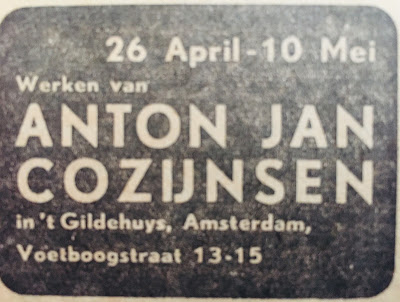 26 April-10 Mei
Werken van
ANTON JAN
COZIJNSEN
in 't Gildehuys, Amsterdam,
Voetboogstraat 13-15